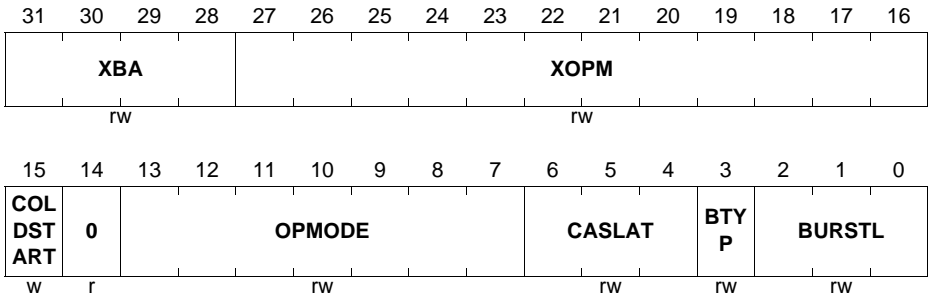 31 30 29 28 27 26 25 24 23 22 21 20 19 18 17 16
XBA XOPM
rw rw
15 14 13 12 11 10 9 8 7 6 5 4 3 2 1 0
COL
DST
ART
0
OPMODE
CASLAT
BTY
P
BURSTL
w r rw rw rw rw